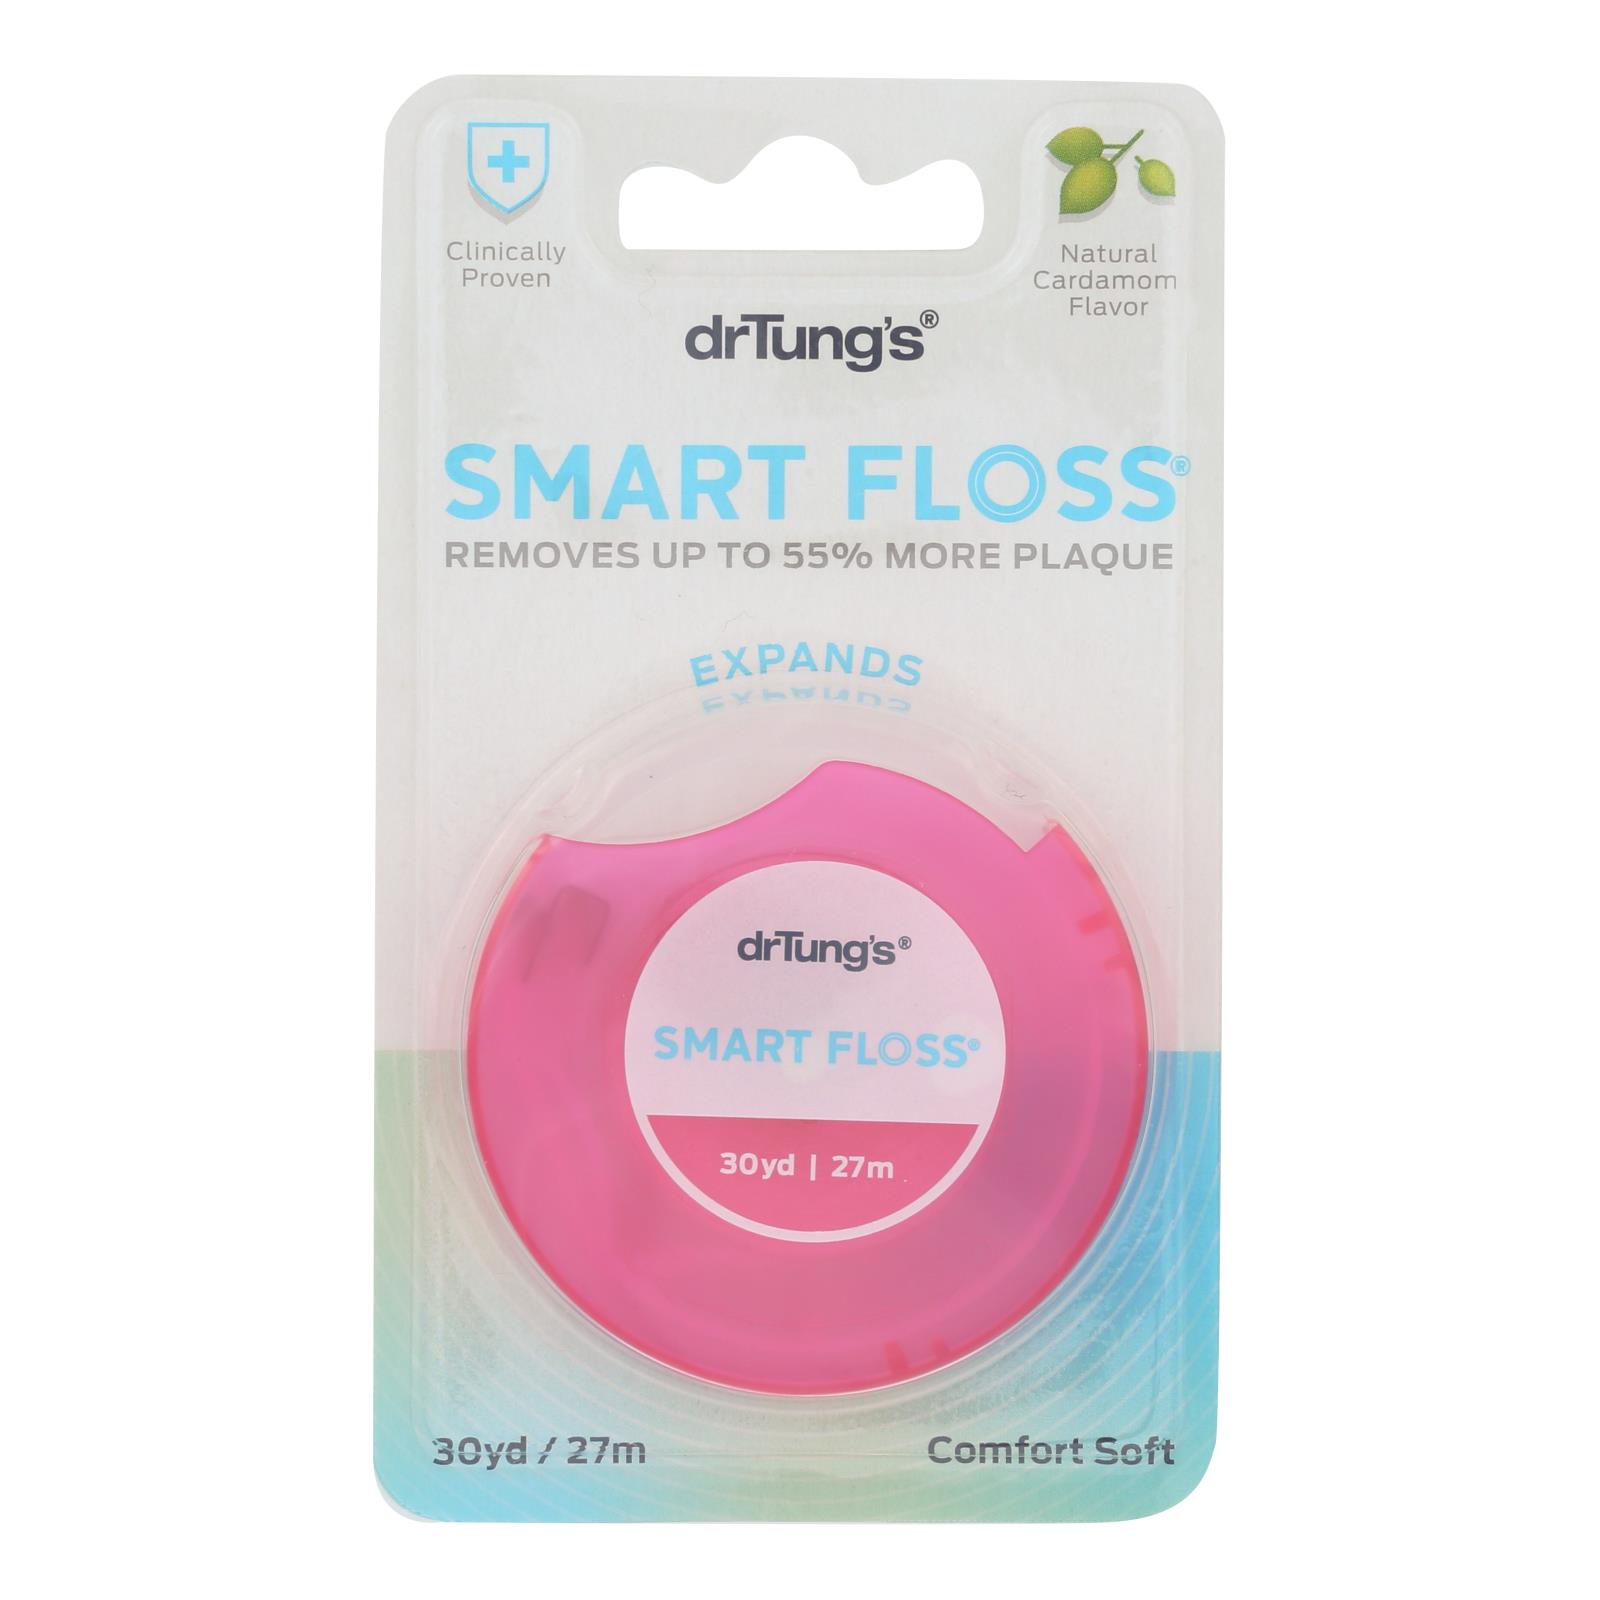 Clinically
Proven
Natural
Cardamom
Flavor
drTung's®
SMART FLOSS®
REMOVES UP TO 55% MORE PLAQUE
EXPANDS
drTung's®
SMART FLOSS®
30yd | 27m
30yd / 27m
Comfort Soft